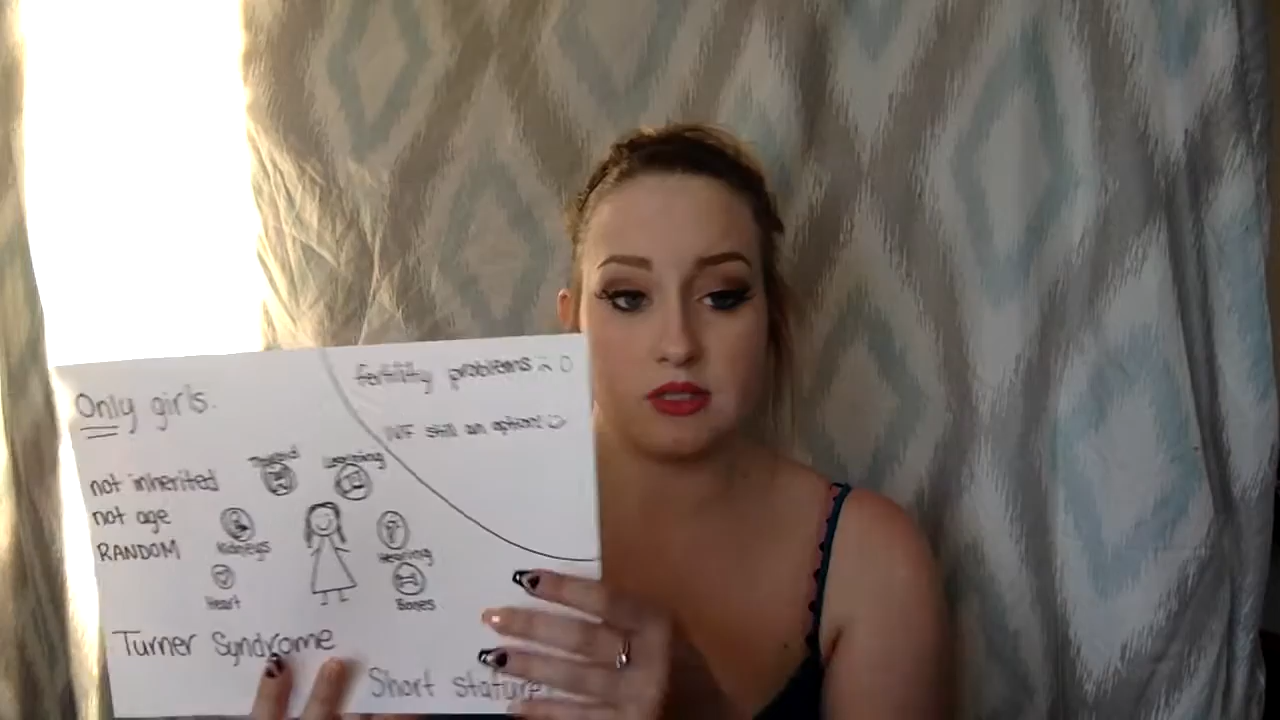 Only girls.
fertility problems
IVF still an option!
not inherited
not age
RANDOM
Thyroid
Learning
Kidneys
Hearing
Heart
Bones
Turner Syndrome
Short stature